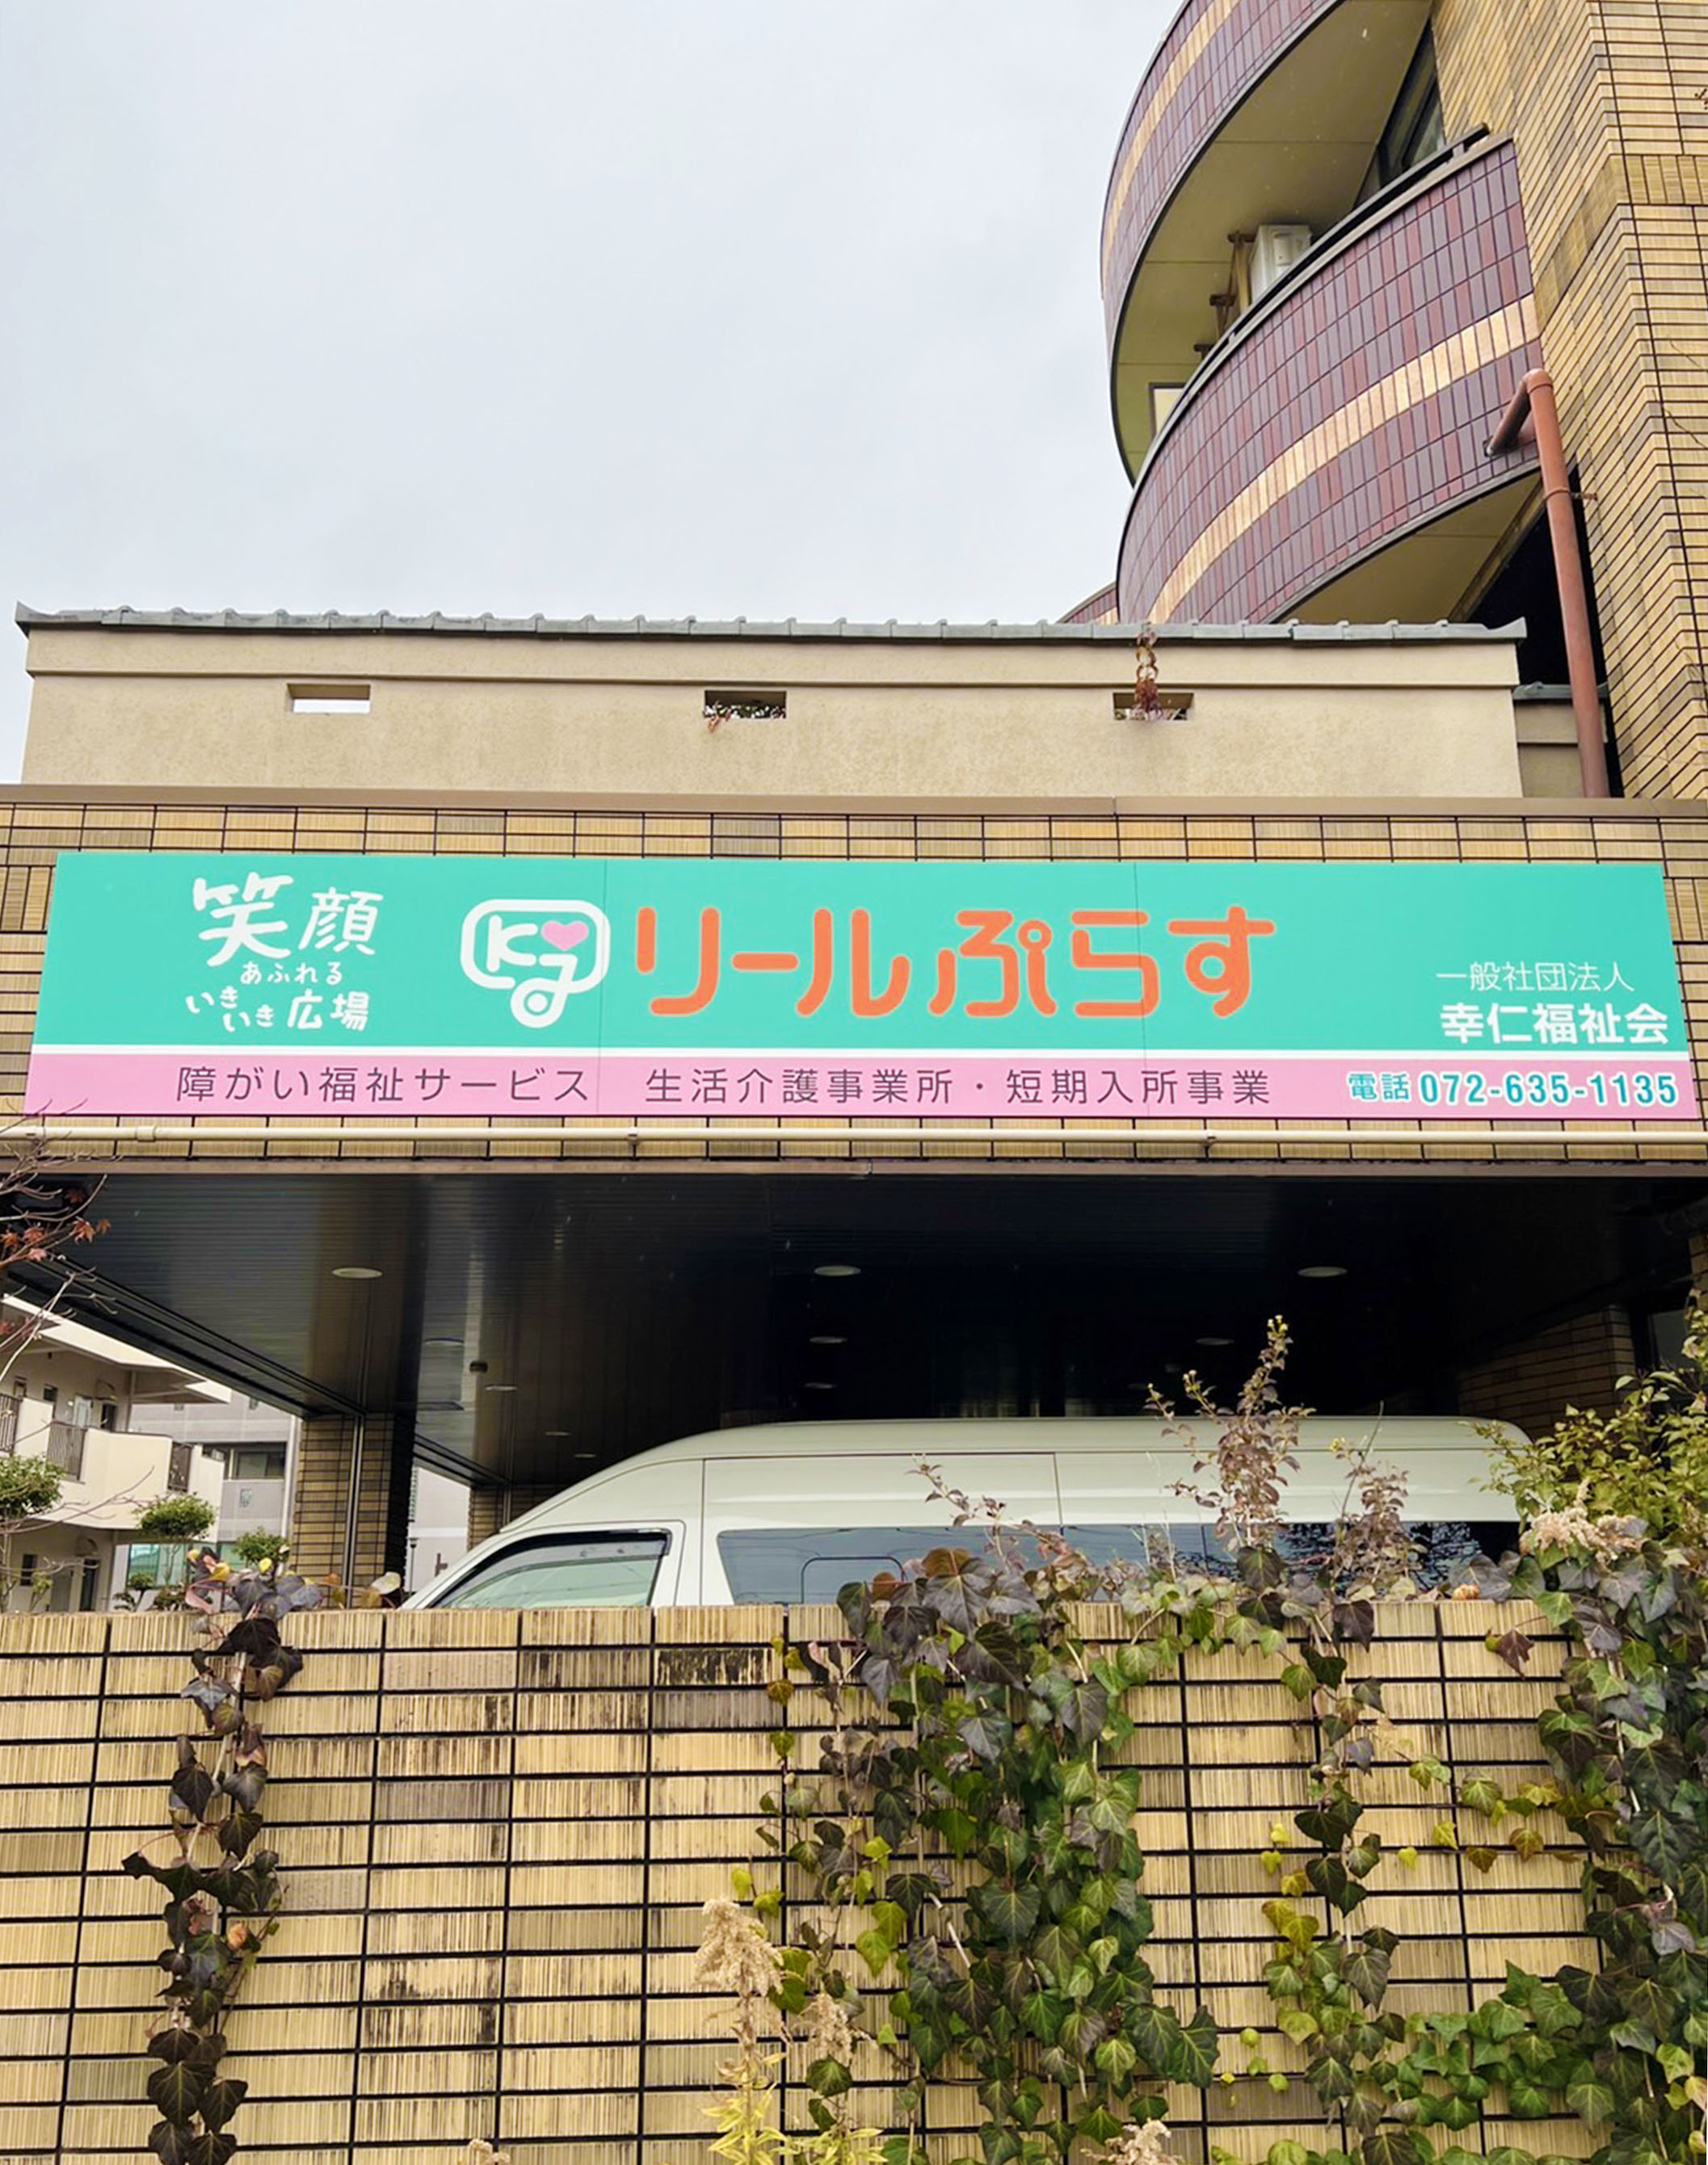 笑顔
あふれる
いきいき広場
リールぷらす
一般社団法人
幸仁福祉会
障がい福祉サービス 生活介護事業所・短期入所事業
電話 072-635-1135